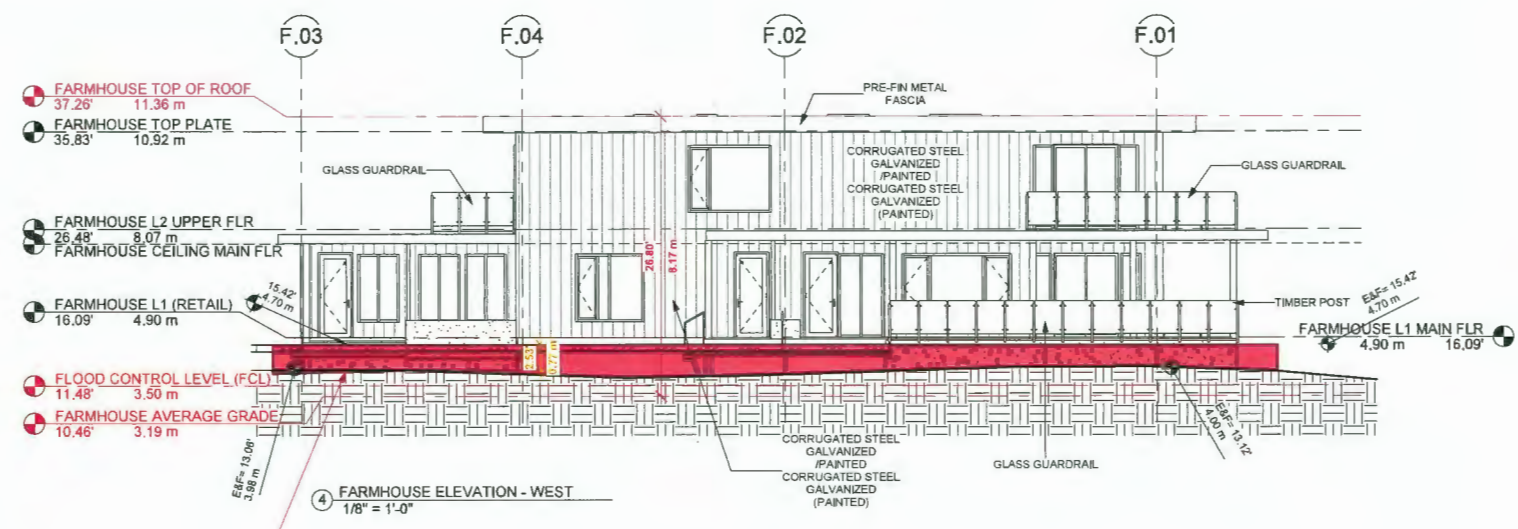 F.03
F.04
F.02
F.01
FARMHOUSE TOP OF ROOF
37.26' 11.36 m
FARMHOUSE TOP PLATE
35.83' 10.92 m
PRE-FIN METAL
FASCIA
GLASS GUARDRAIL
CORRUGATED STEEL
GALVANIZED
/PAINTED
CORRUGATED STEEL
GALVANIZED
(PAINTED)
GLASS GUARDRAIL
FARMHOUSE L2 UPPER FLR
26.48' 8.07 m
FARMHOUSE CEILING MAIN FLR
26.80'
8.17 m
15.42'
4.70 m
FARMHOUSE L1 (RETAIL)
16.09' 4.90 m
TIMBER POST
E&F= 15.42'
4.70 m
FARMHOUSE L1 MAIN FLR
4.90 m 16.09'
2.531
0.77 m
FLOOD CONTROL LEVEL (FCL)
11.48' 3.50 m
FARMHOUSE AVERAGE GRADE
10.46' 3.19 m
E&F= 13.06'
3.98 m
E&F= 13.12'
4.00 m
CORRUGATED STEEL
GALVANIZED
/PAINTED
CORRUGATED STEEL
GALVANIZED
(PAINTED)
GLASS GUARDRAIL
4 FARMHOUSE ELEVATION - WEST
1/8" = 1'-0"